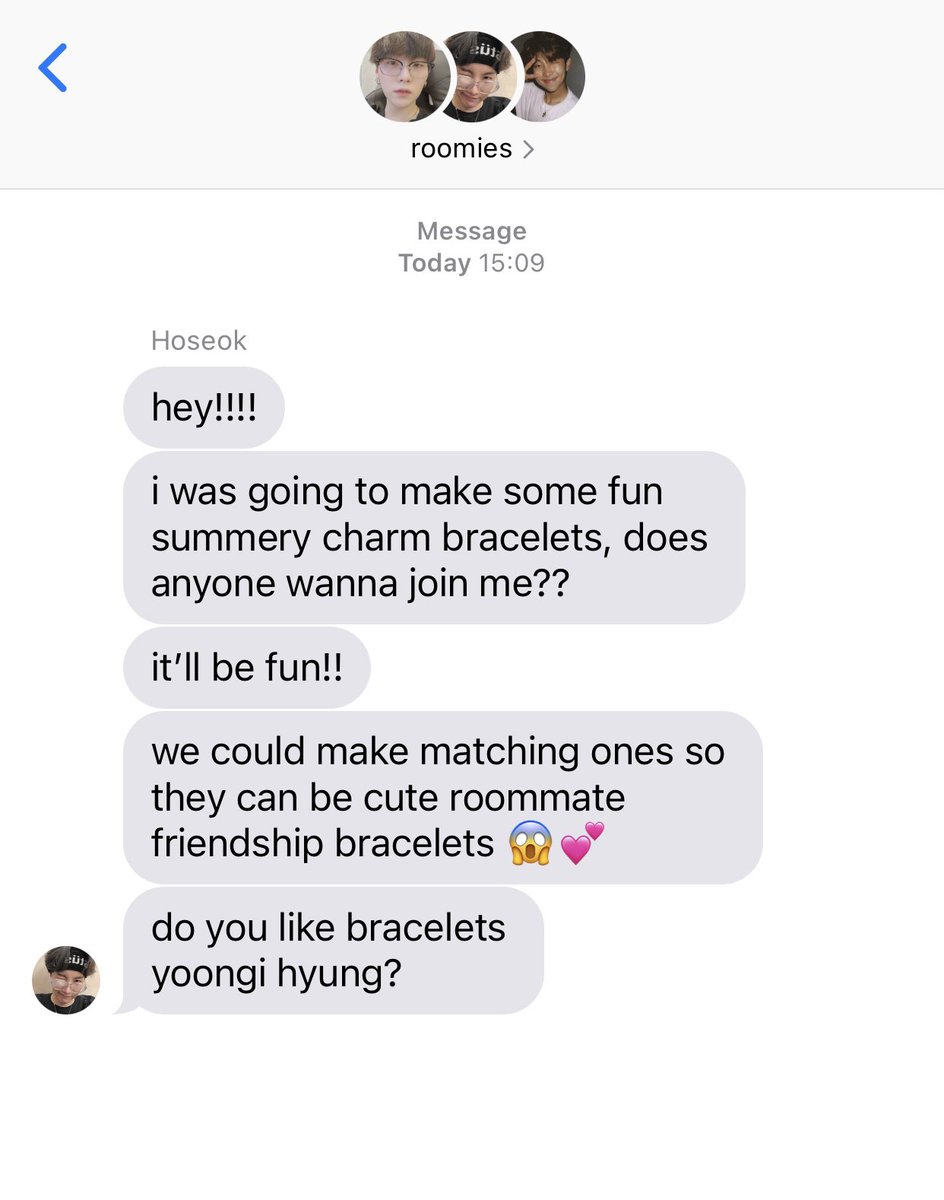 roomies
Message
Today 15:09
Hoseok
hey!!!!
i was going to make some fun
summery charm bracelets, does
anyone wanna join me??
it’ll be fun!!
we could make matching ones so
they can be cute roommate
friendship bracelets 😱💕
do you like bracelets
yoongi hyung?